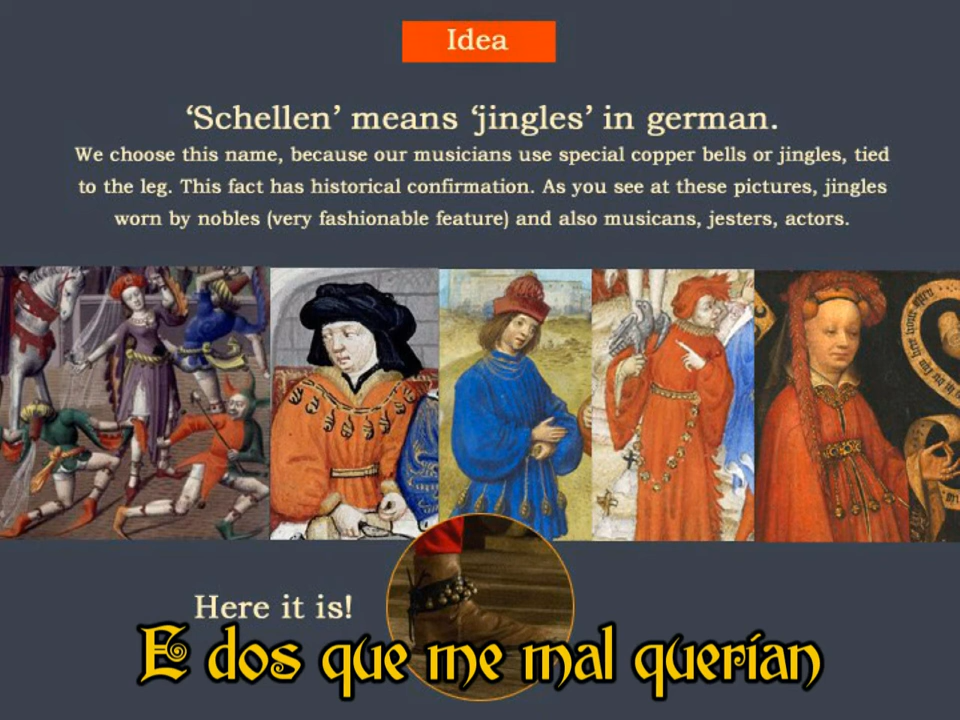 Idea
‘Schellen’ means ‘jingles’ in german.
We choose this name, because our musicians use special copper bells or jingles, tied
to the leg. This fact has historical confirmation. As you see at these pictures, jingles
worn by nobles (very fashionable feature) and also musicans, jesters, actors.
Here it is!
E dos que me mal querían